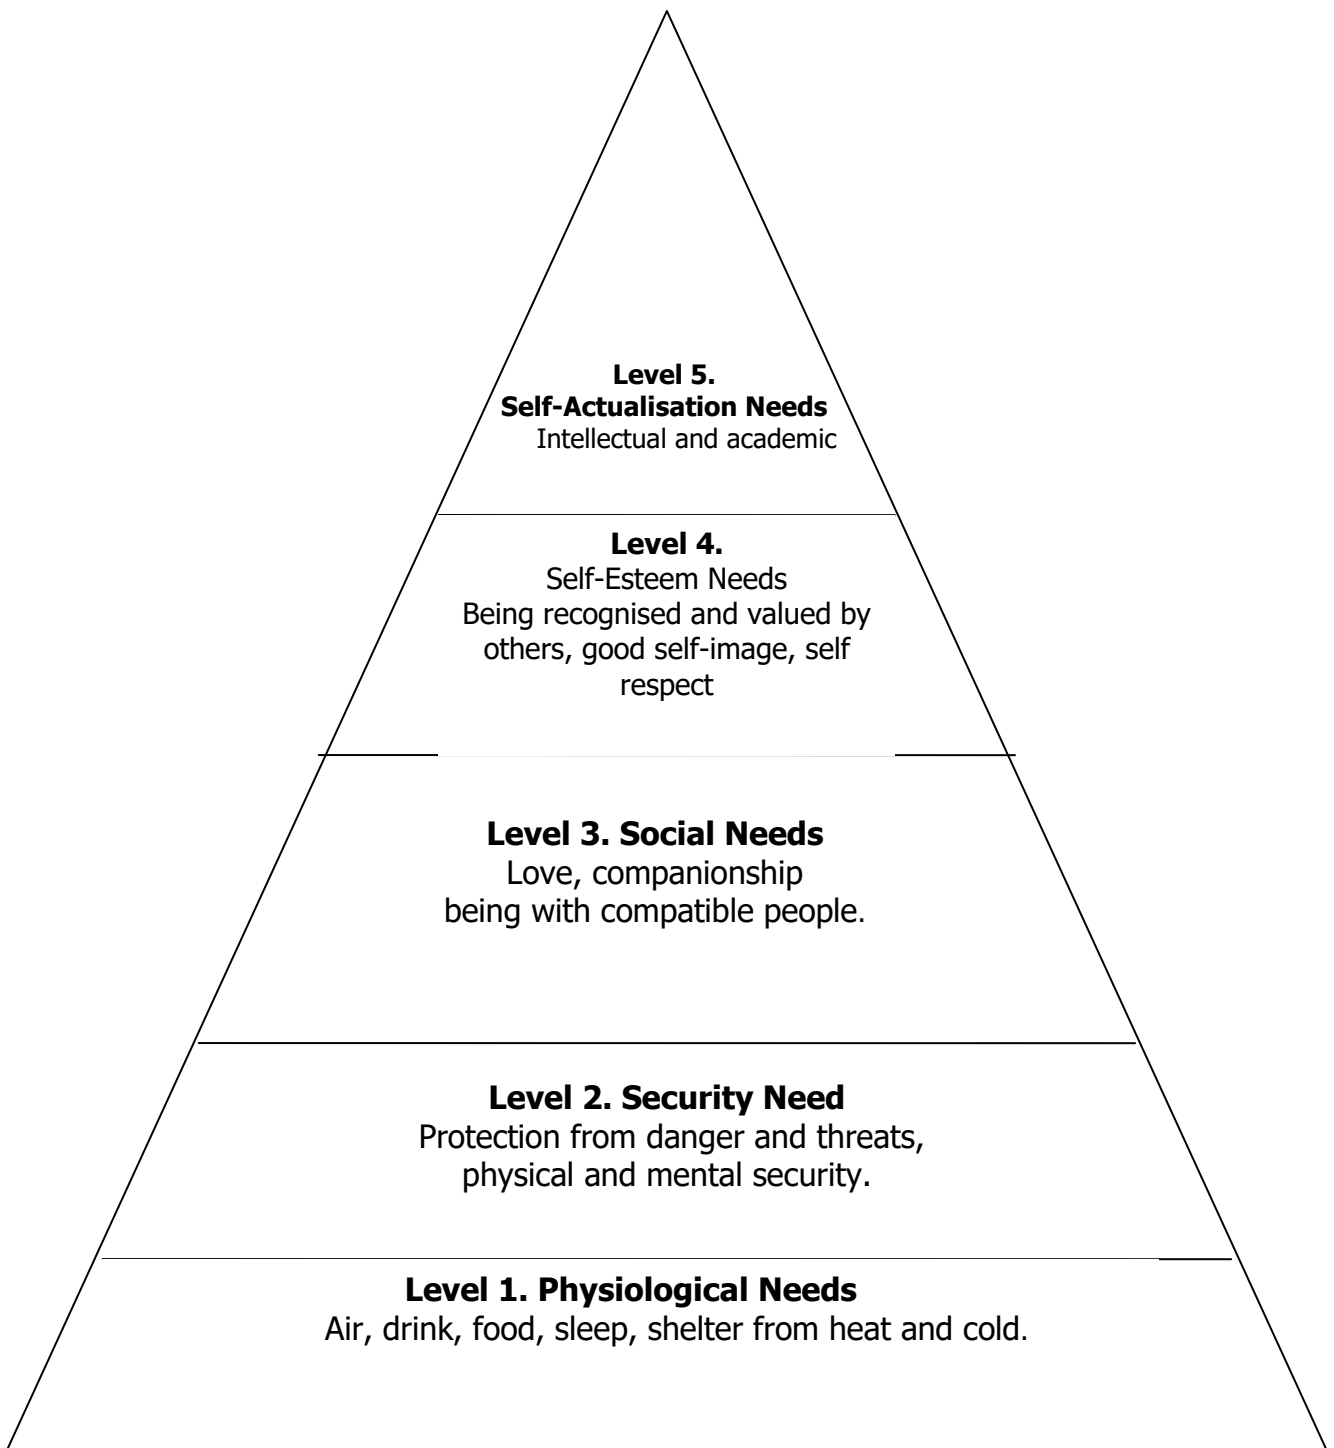 Level 5.
Self-Actualisation Needs
Intellectual and academic
Level 4.
Self-Esteem Needs
Being recognised and valued by
others, good self-image, self
respect
Level 3. Social Needs
Love, companionship
being with compatible people.
Level 2. Security Need
Protection from danger and threats,
physical and mental security.
Level 1. Physiological Needs
Air, drink, food, sleep, shelter from heat and cold.